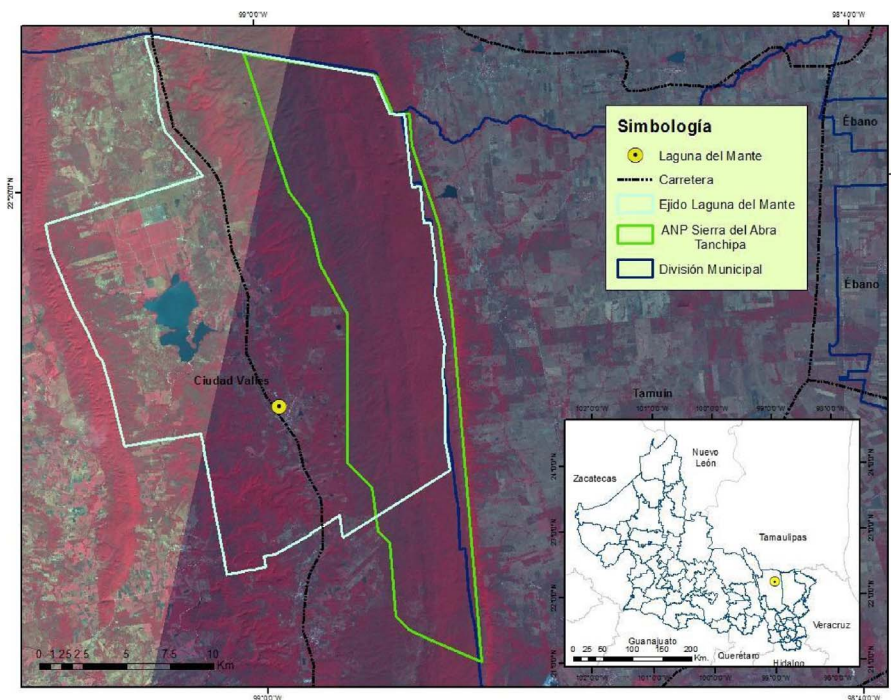 99°0'0"W
98°40'0"W
22°20'0"N
Simbología
Laguna del Mante
Carretera
Ejido Laguna del Mante
ANP Sierra del Abra
Tanchipa
División Municipal
Ébano
Ébano
Ciudad Valles
Tamuín
Nuevo
León
Zacatecas
Tamaulipas
Veracruz
Guanajuato
Querétaro
Hidalgo
0 25 50 100 150 200
Km.
0 1.25 2.5 5 7.5 10
Km
99°0'0"W
98°40'0"W